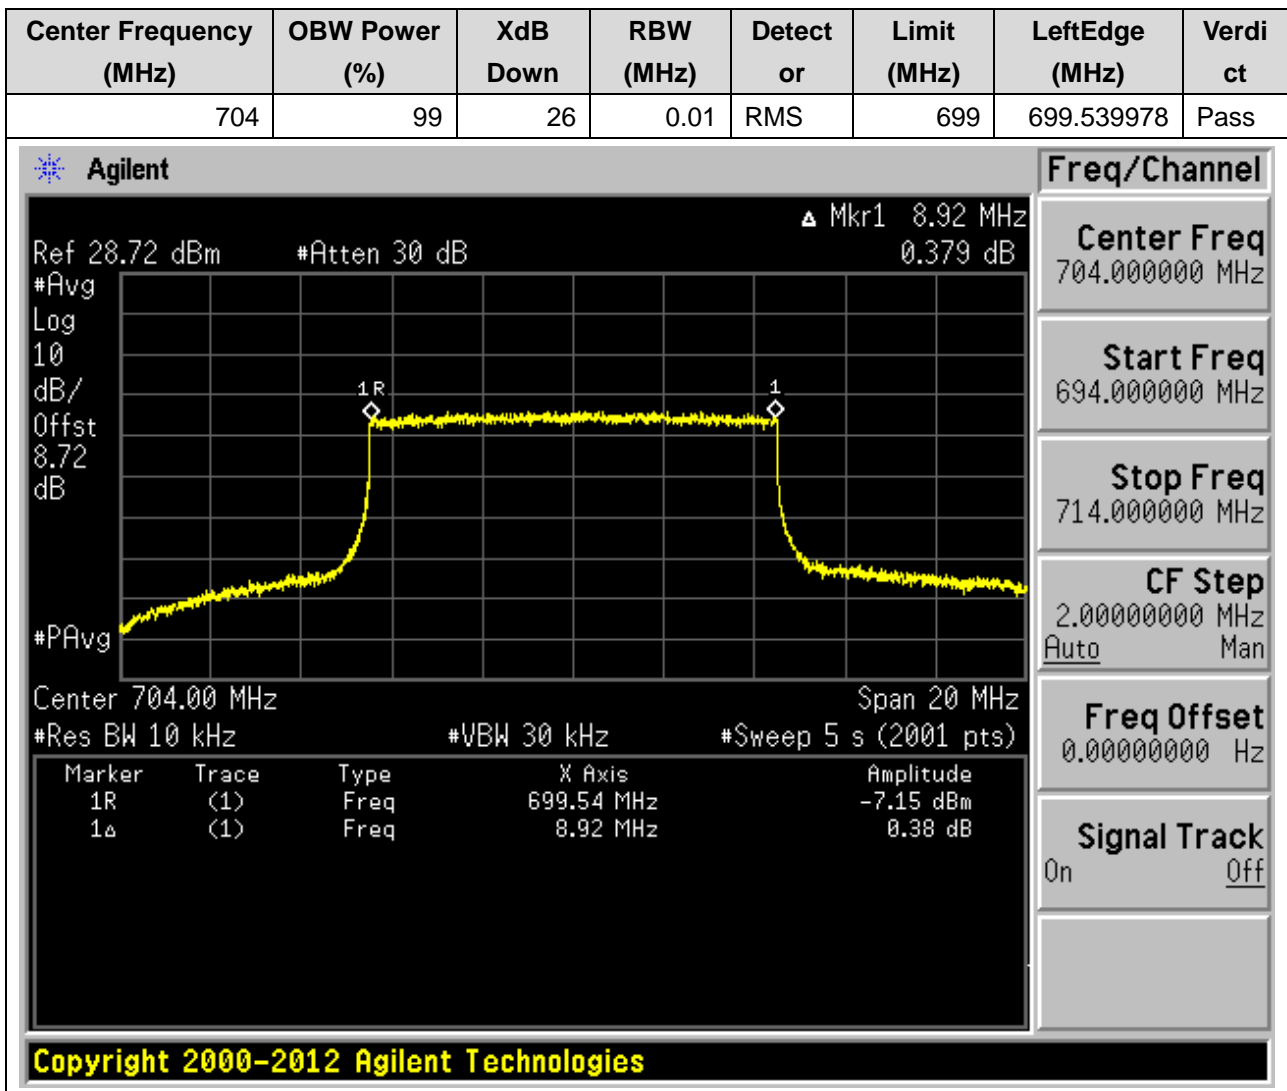 Center Frequency (MHz) OBW Power (%) XdB Down RBW (MHz) Detect or Limit (MHz) LeftEdge (MHz) Verdi ct
704 99 26 0.01 RMS 699 699.539978 Pass
Agilent
Freq/Channel
Δ Mkr1 8.92 MHz
Ref 28.72 dBm #Atten 30 dB 0.379 dB
#Avg
Log
10
dB/
Offst
8.72
dB
#PAvg
1R
1
Center 704.00 MHz Span 20 MHz
#Res BW 10 kHz #VBW 30 kHz #Sweep 5 s (2001 pts)
Marker Trace Type X Axis Amplitude
1R (1) Freq 699.54 MHz -7.15 dBm
1Δ (1) Freq 8.92 MHz 0.38 dB
Center Freq
704.000000 MHz
Start Freq
694.000000 MHz
Stop Freq
714.000000 MHz
CF Step
2.00000000 MHz
Auto Man
Freq Offset
0.00000000 Hz
Signal Track
On Off
Copyright 2000-2012 Agilent Technologies